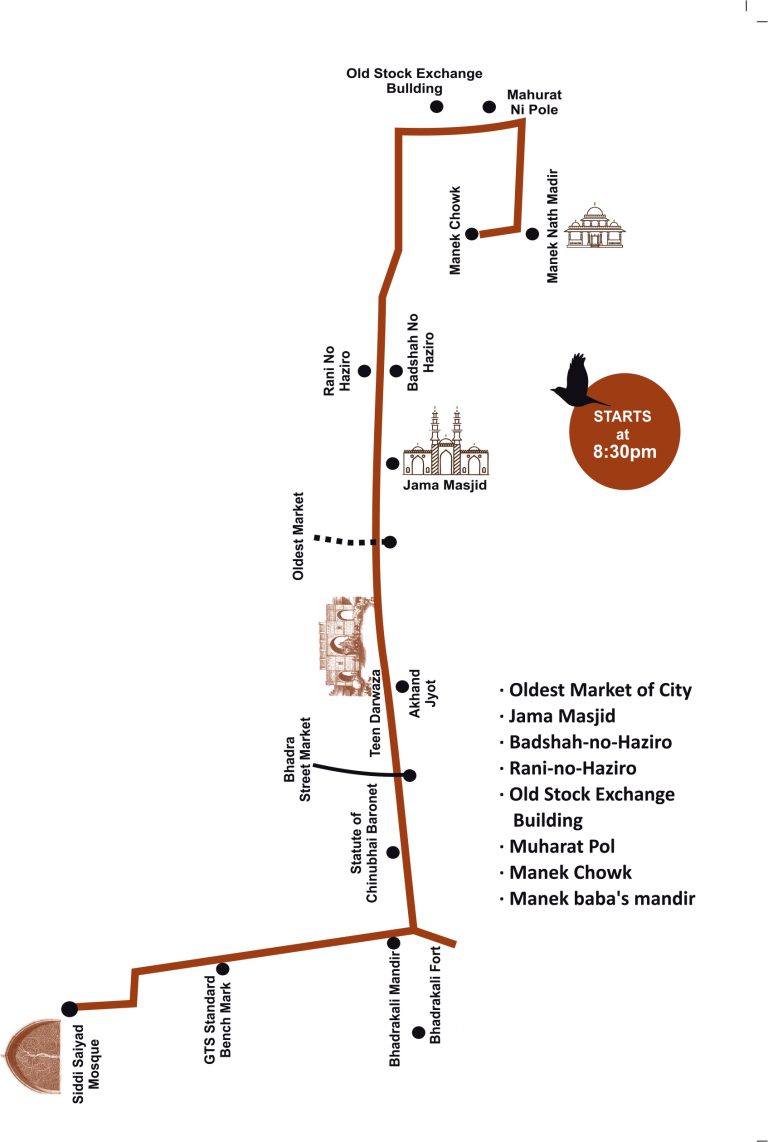 Old Stock Exchange
Bullding
Mahurat
Ni Pole
Manek Chowk
Manek Nath Madir
Rani No
Haziro
Badshah No
Haziro
STARTS
at
8:30pm
Jama Masjid
Oldest Market
Teen Darwaza
Akhand
Jyot
Bhadra
Street Market
Statute of
Chinubhai Baronet
· Oldest Market of City
· Jama Masjid
· Badshah-no-Haziro
· Rani-no-Haziro
· Old Stock Exchange
Building
· Muharat Pol
· Manek Chowk
· Manek baba's mandir
Bhadrakali Mandir
Bhadrakali Fort
GTS Standard
Bench Mark
Siddi Saiyad
Mosque